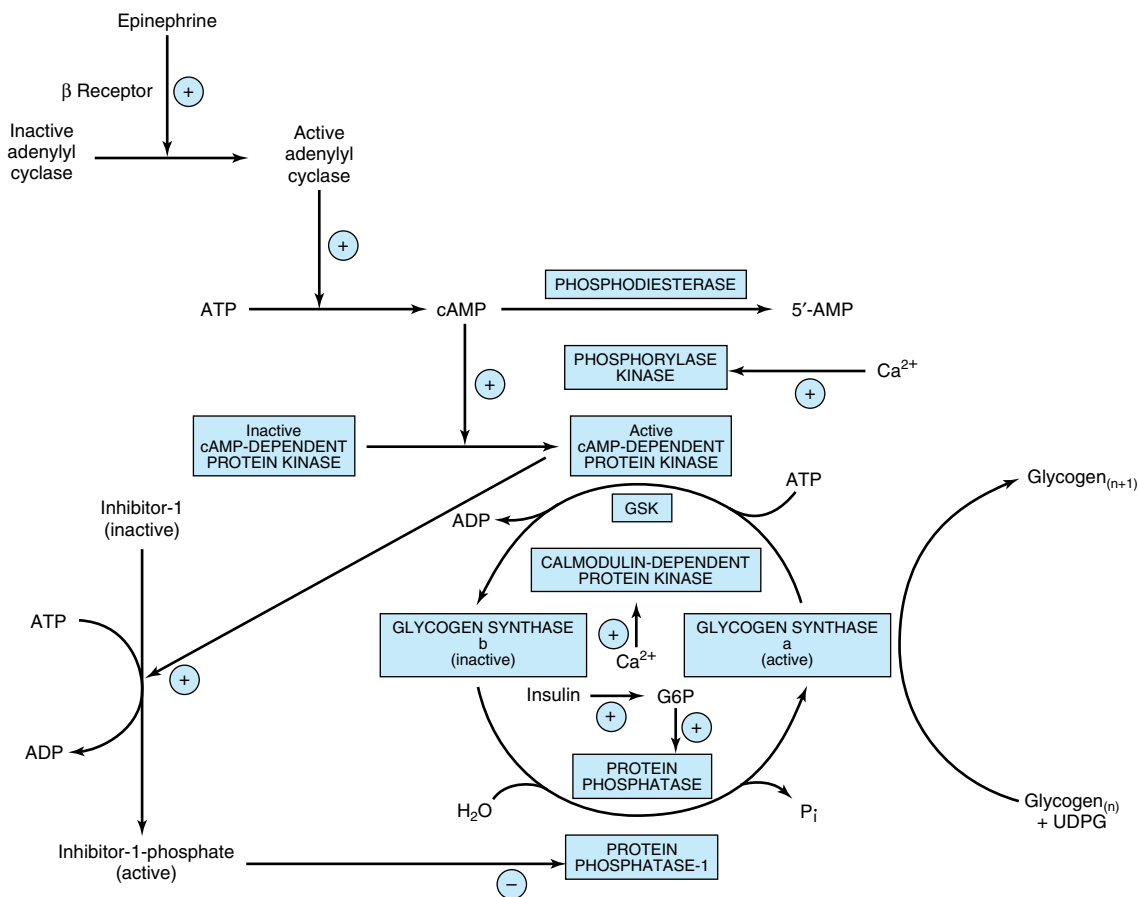 Epinephrine
β Receptor
+
Inactive
adenylyl
cyclase
Active
adenylyl
cyclase
+
ATP
cAMP
PHOSPHODIESTERASE
5′-AMP
+
PHOSPHORYLASE
KINASE
+
Ca2+
Inactive
cAMP-DEPENDENT
PROTEIN KINASE
Active
cAMP-DEPENDENT
PROTEIN KINASE
Inhibitor-1
(inactive)
ADP
GSK
ATP
Glycogen(n+1)
CALMODULIN-DEPENDENT
PROTEIN KINASE
ATP
+
GLYCOGEN SYNTHASE
b
(inactive)
+
Ca2+
GLYCOGEN SYNTHASE
a
(active)
Insulin
+
G6P
+
ADP
PROTEIN
PHOSPHATASE
H2O
Pi
Glycogen(n)
+ UDPG
Inhibitor-1-phosphate
(active)
−
PROTEIN
PHOSPHATASE-1